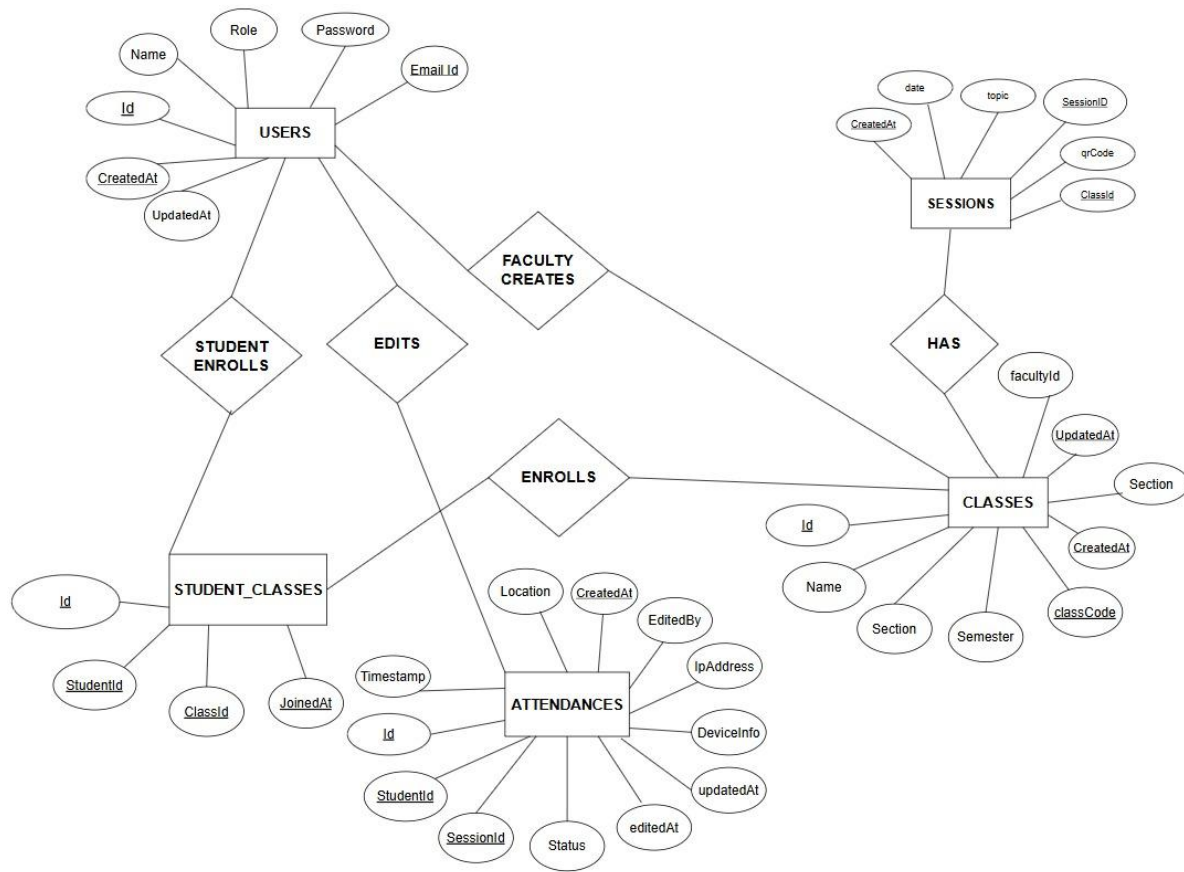 Role
Password
Name
Email Id
Id
USERS
CreatedAt
UpdatedAt
date
topic
SessionID
CreatedAt
qrCode
SESSIONS
ClassId
FACULTY
CREATES
STUDENT
ENROLLS
EDITS
HAS
facultyId
UpdatedAt
ENROLLS
Section
CLASSES
Id
CreatedAt
Name
Section
Semester
classCode
STUDENT_CLASSES
Id
StudentId
ClassId
JoinedAt
Location
CreatedAt
EditedBy
IpAddress
Timestamp
ATTENDANCES
Id
DeviceInfo
StudentId
updatedAt
SessionId
Status
editedAt